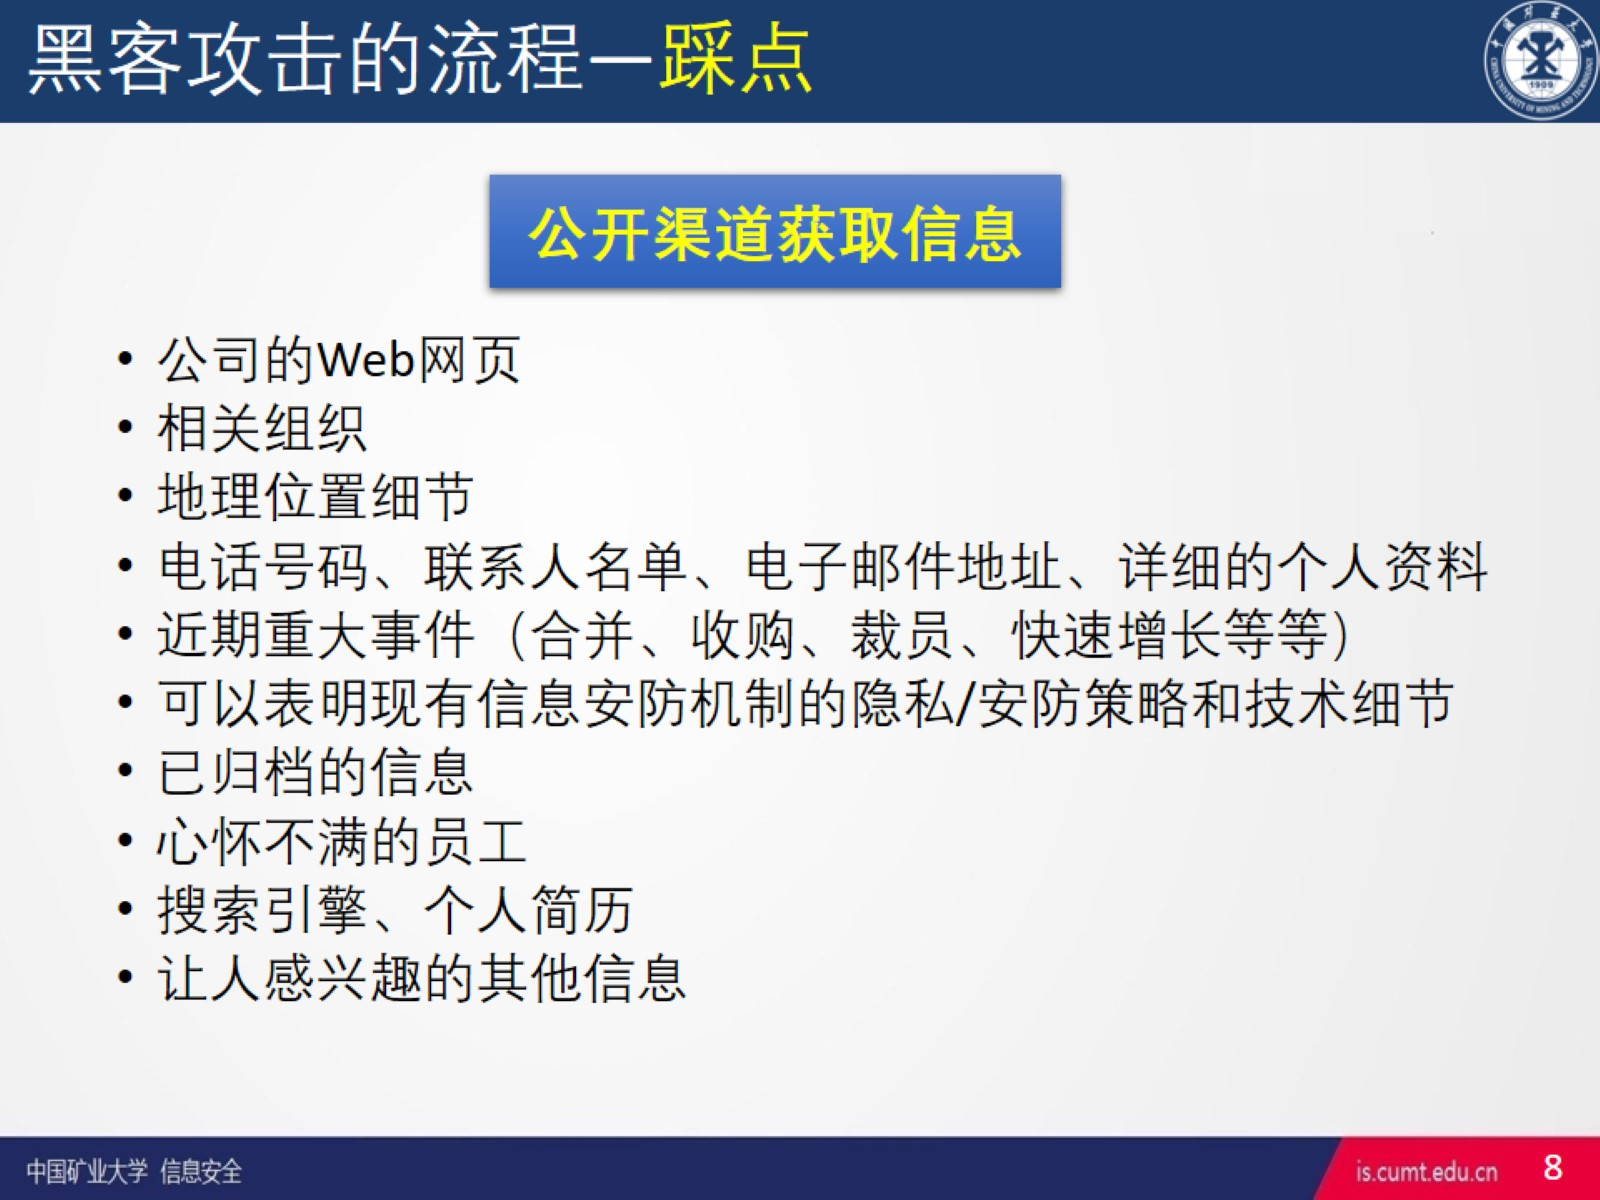 黑客攻击的流程—踩点
CHINA UNIVERSITY OF MINING AND TECHNOLOGY
1909
公开渠道获取信息
• 公司的Web网页
• 相关组织
• 地理位置细节
• 电话号码、联系人名单、电子邮件地址、详细的个人资料
• 近期重大事件（合并、收购、裁员、快速增长等等）
• 可以表明现有信息安防机制的隐私/安防策略和技术细节
• 已归档的信息
• 心怀不满的员工
• 搜索引擎、个人简历
• 让人感兴趣的其他信息
中国矿业大学 信息安全
is.cumt.edu.cn
8